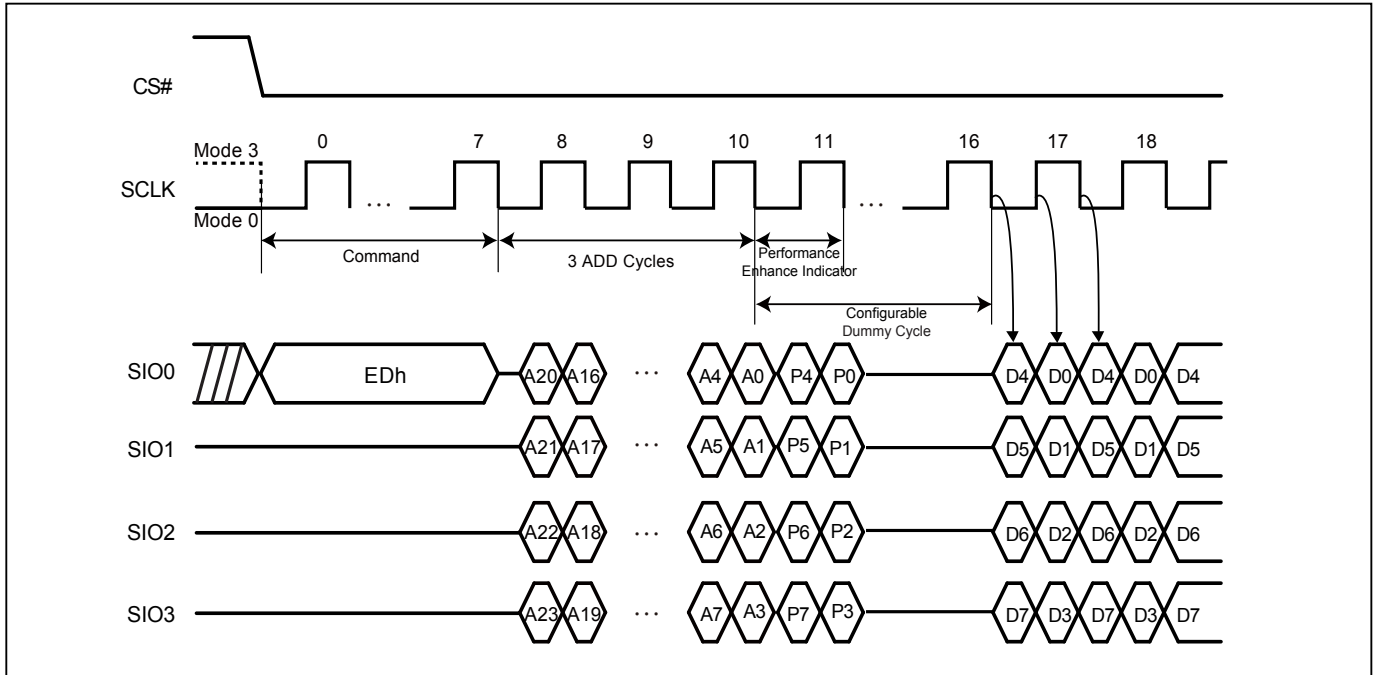 CS#
0 7 8 9 10 11 16 17 18
Mode 3
SCLK
...
...
Mode 0
Command
3 ADD Cycles
Performance
Enhance Indicator
Configurable
Dummy Cycle
SIO0 EDh A20 A16 ... A4 A0 P4 P0 D4 D0 D4 D0 D4
SIO1 A21 A17 ... A5 A1 P5 P1 D5 D1 D5 D1 D5
SIO2 A22 A18 ... A6 A2 P6 P2 D6 D2 D6 D2 D6
SIO3 A23 A19 ... A7 A3 P7 P3 D7 D3 D7 D3 D7